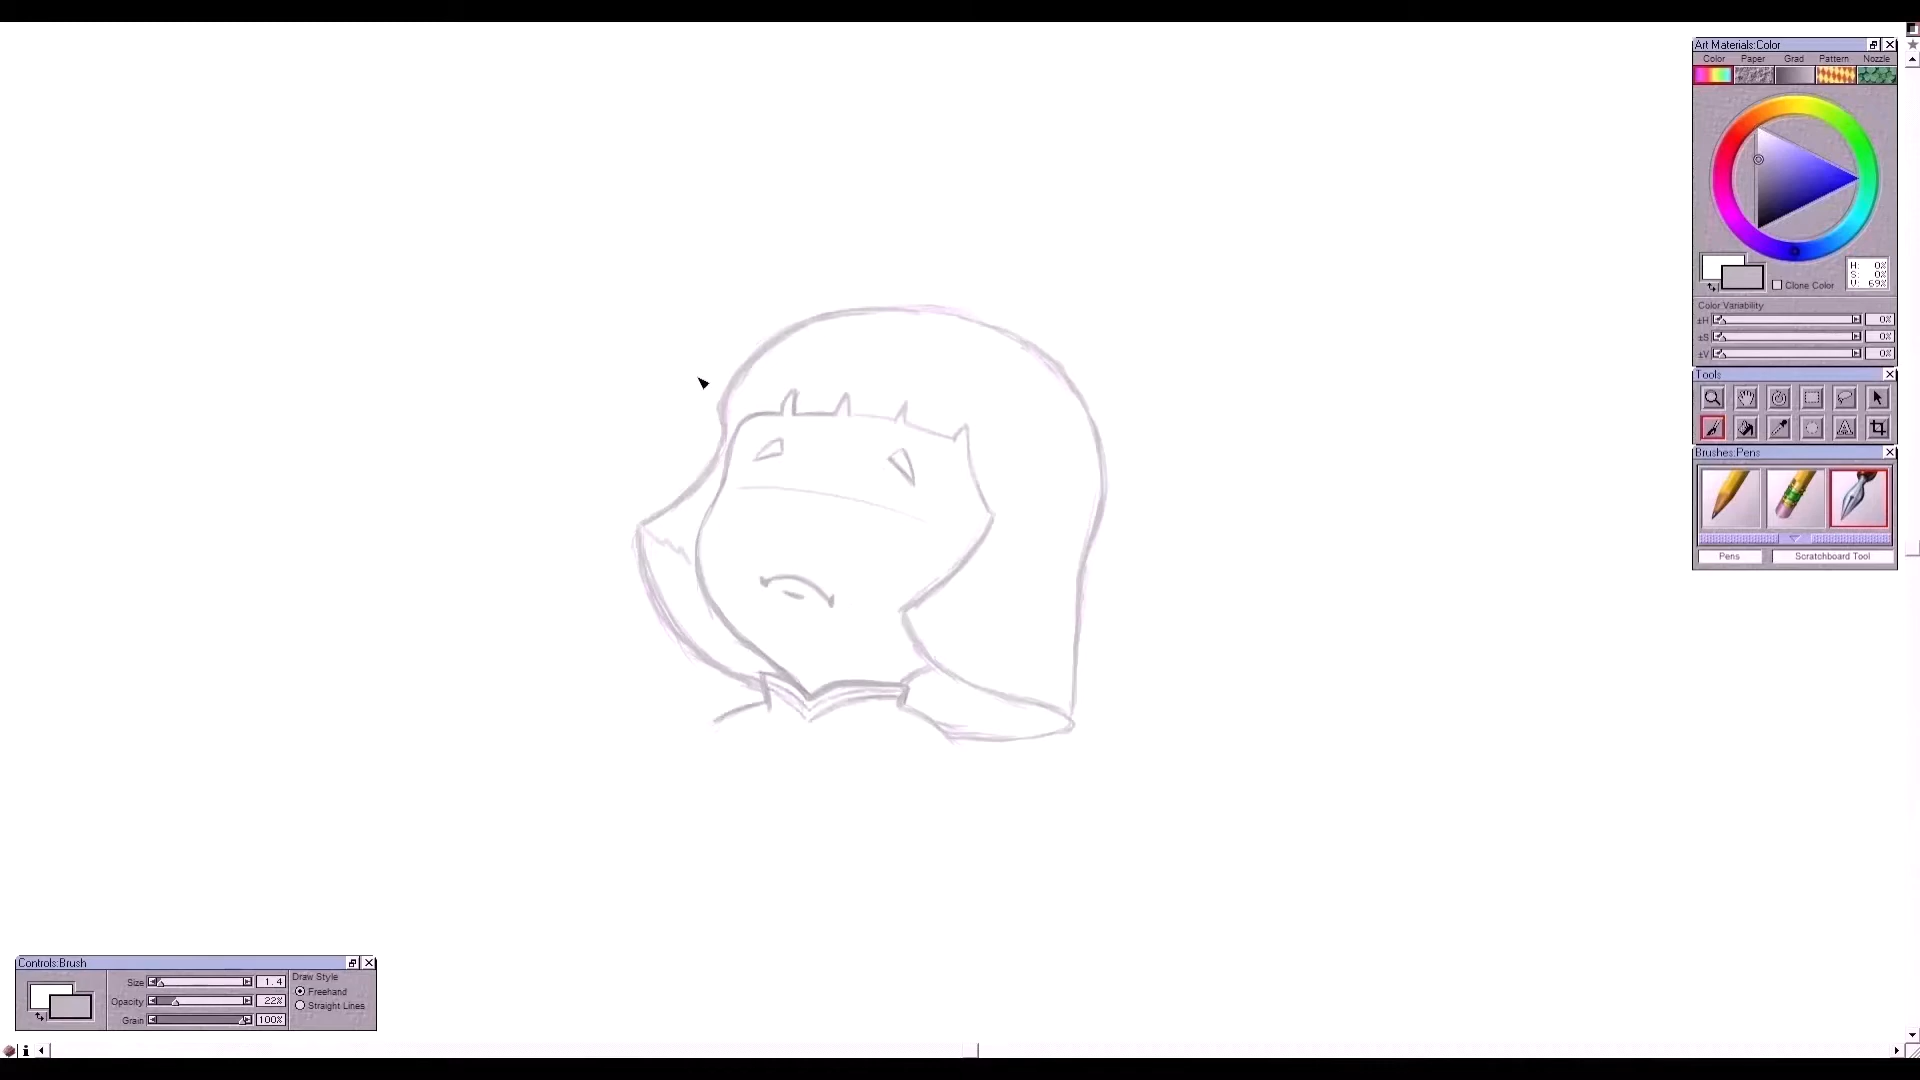 Art Materials:Color
Color Paper Grad Pattern Nozzle
H: 0%
S: 0%
V: 69%
Clone Color
Color Variability
±H 0%
±S 0%
±V 0%
Tools
Brushes:Pens
Pens Scratchboard Tool
Controls:Brush
Size 1.4
Opacity 22%
Grain 100%
Draw Style
Freehand
Straight Lines